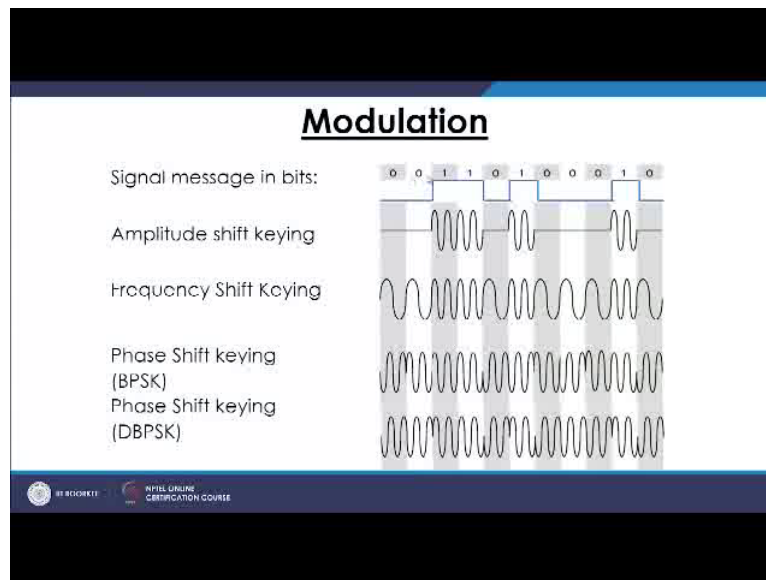 Modulation
Signal message in bits:
0 0 1 1 0 1 0 0 0 1 0
Amplitude shift keying
Frequency Shift Keying
Phase Shift keying
(BPSK)
Phase Shift keying
(DBPSK)
IIT ROORKEE
NPTEL ONLINE
CERTIFICATION COURSE